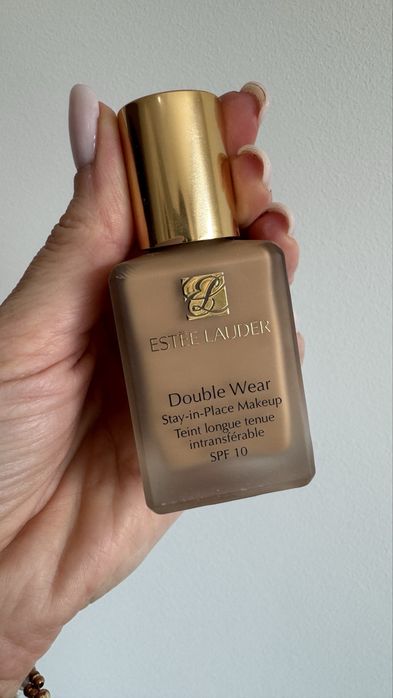 ESTĒE LAUDER
Double Wear
Stay-in-Place Makeup
Teint longue tenue
intransférable
SPF 10